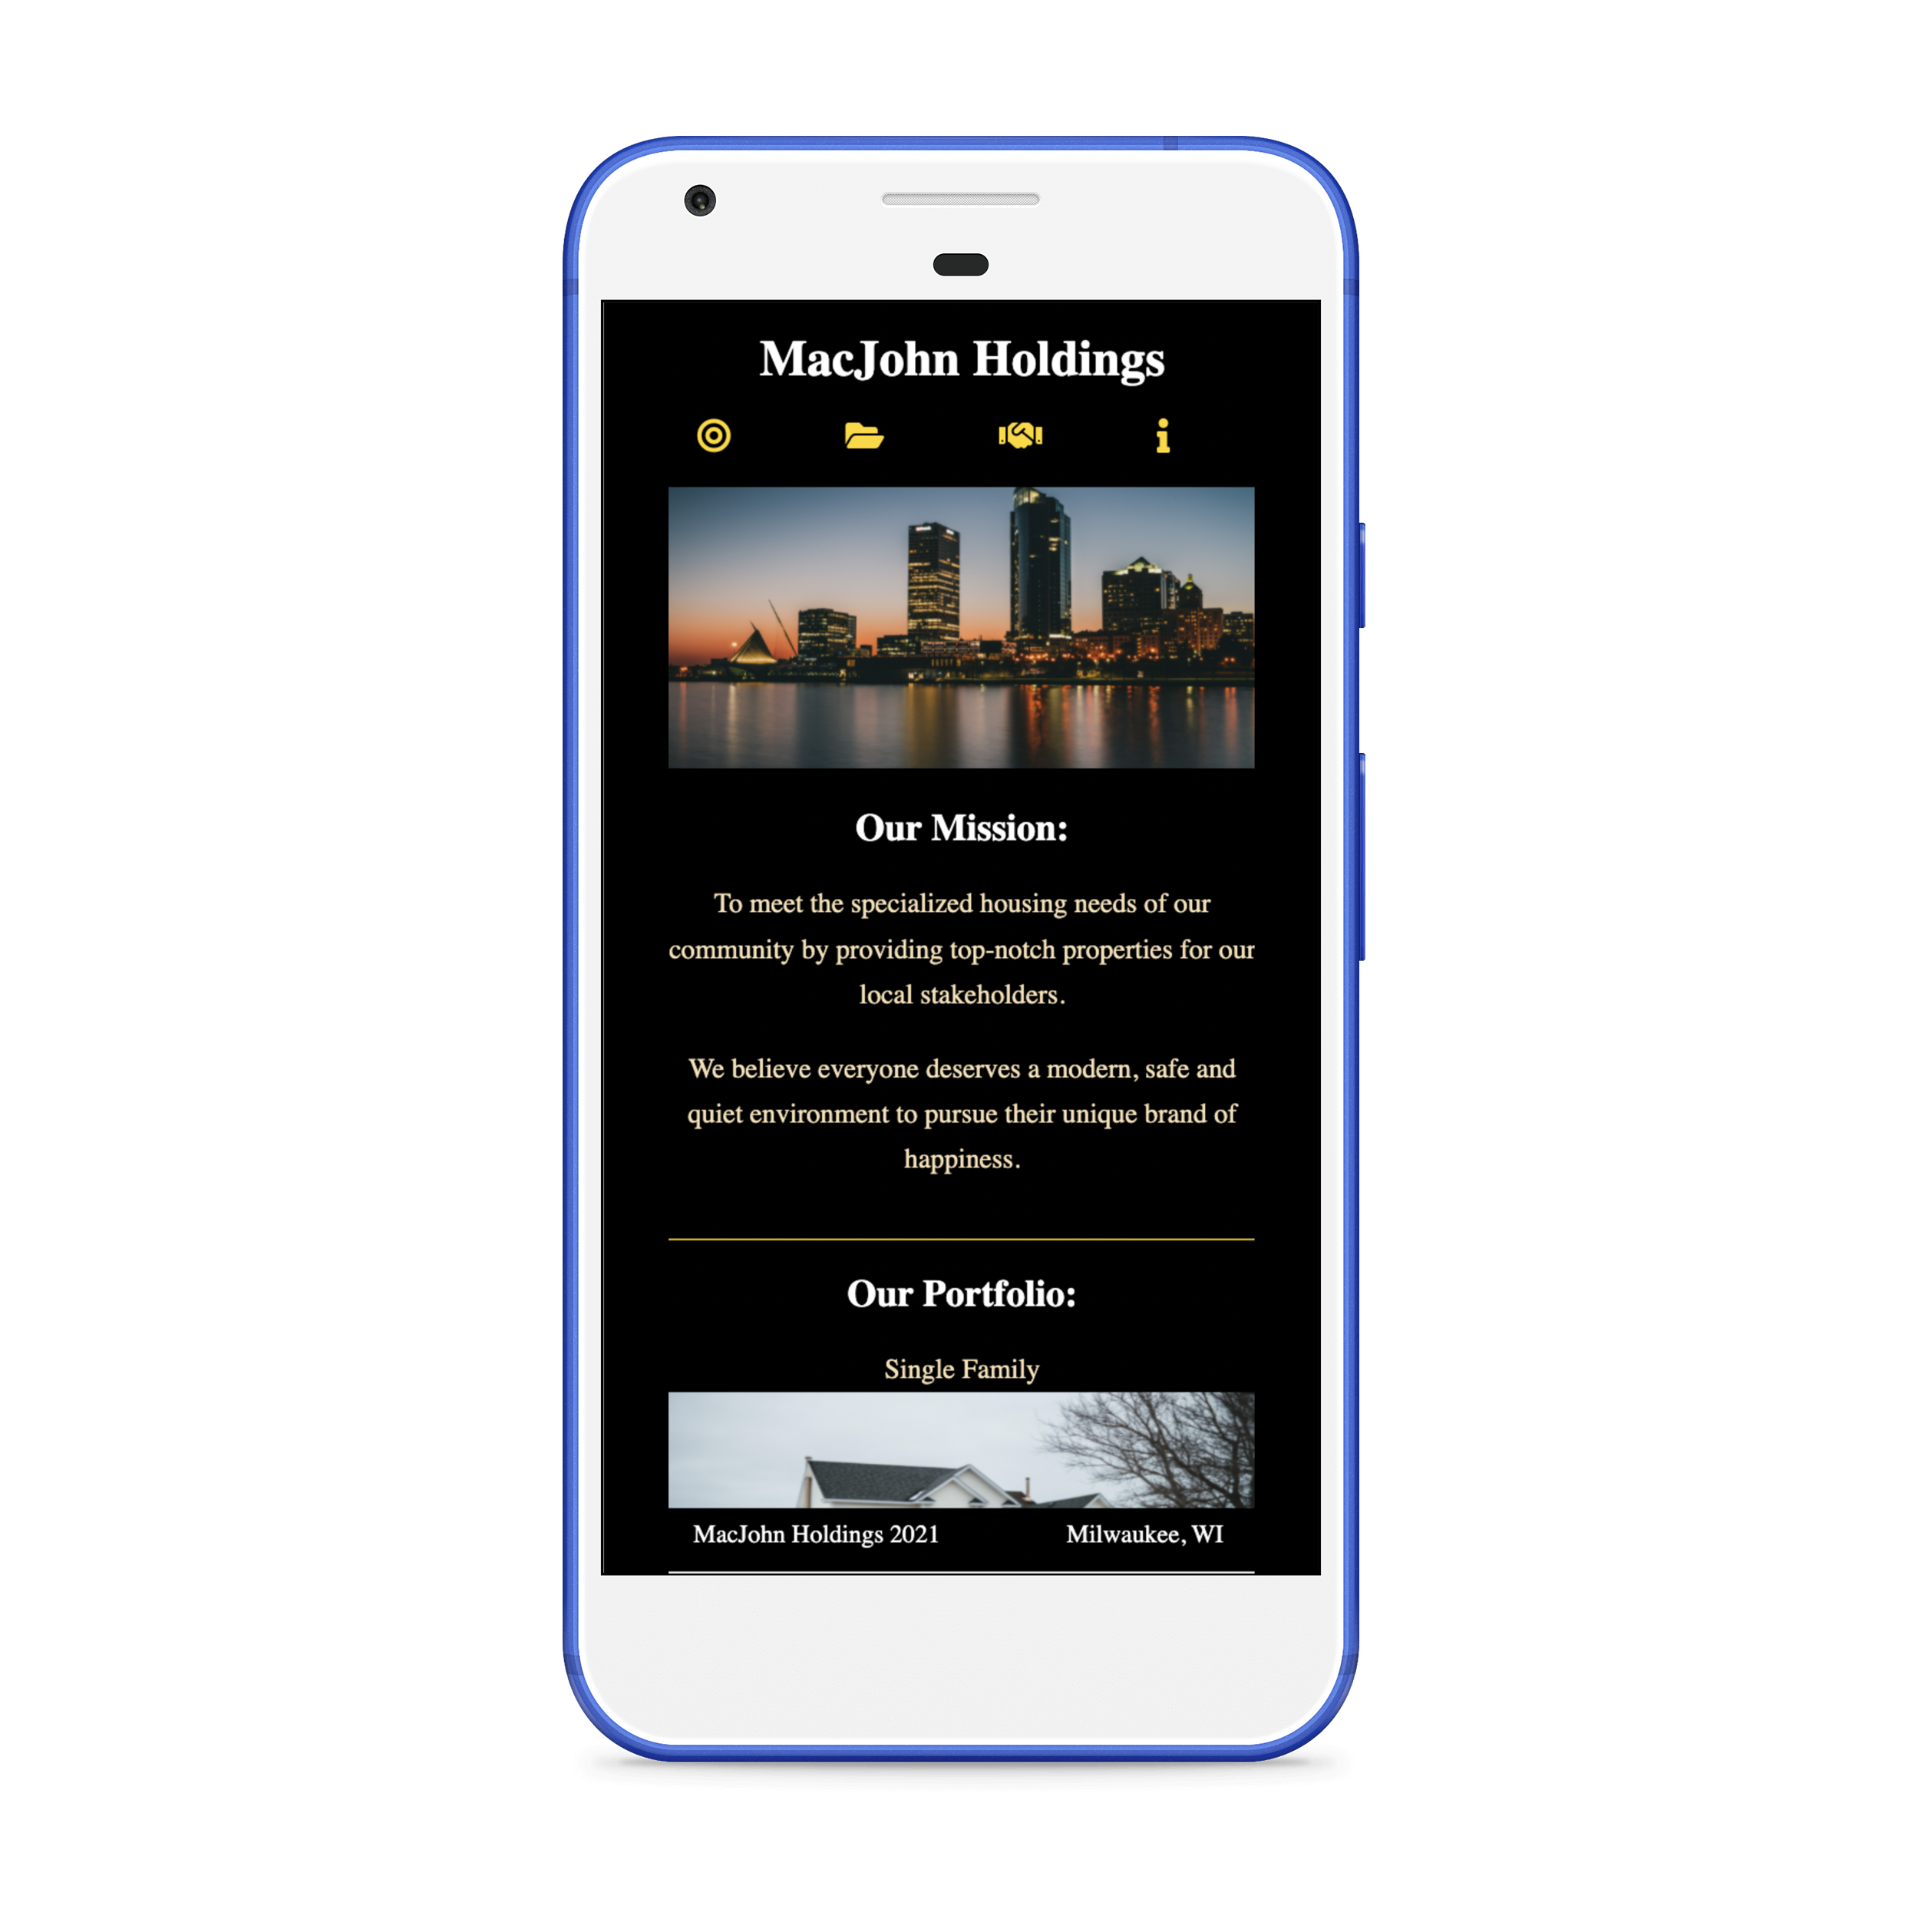 MacJohn Holdings
Our Mission:
To meet the specialized housing needs of our
community by providing top-notch properties for our
local stakeholders.
We believe everyone deserves a modern, safe and
quiet environment to pursue their unique brand of
happiness.
Our Portfolio:
Single Family
MacJohn Holdings 2021 Milwaukee, WI